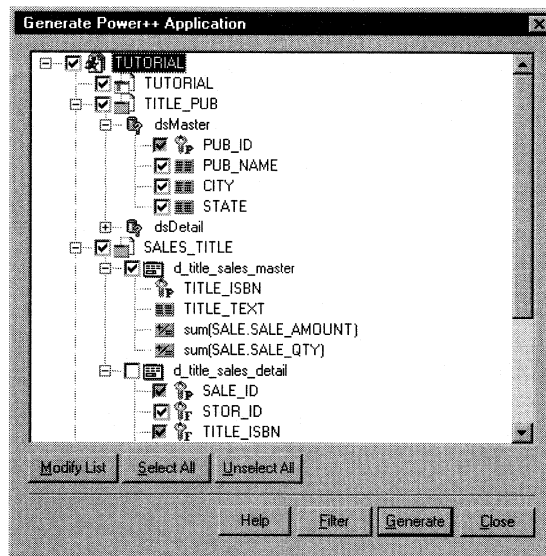 Generate Power++ Application
TUTORIAL
TUTORIAL
TITLE_PUB
dsMaster
PUB_ID
PUB_NAME
CITY
STATE
dsDetail
SALES_TITLE
d_title_sales_master
TITLE_ISBN
TITLE_TEXT
sum(SALE.SALE_AMOUNT)
sum(SALE.SALE_QTY)
d_title_sales_detail
SALE_ID
STOR_ID
TITLE_ISBN
Modify List Select All Unselect All
Help Filter Generate Close